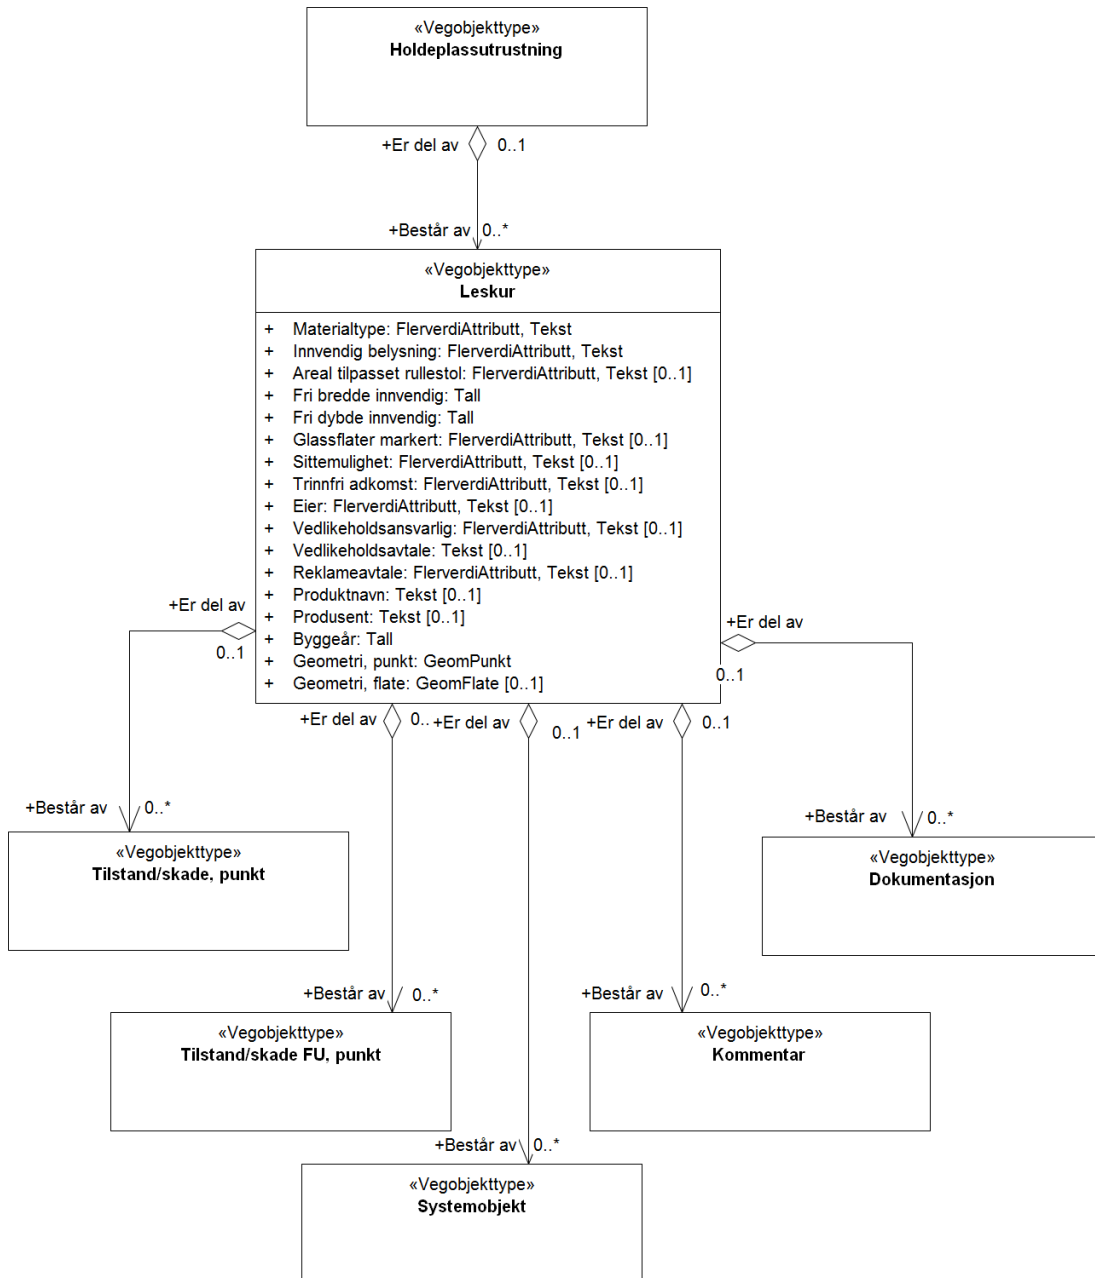 «Vegobjekttype»
Holdeplassutrustning
+Er del av 0..1
+Består av 0..*
«Vegobjekttype»
Leskur
+ Materialtype: FlerverdiAttributt, Tekst
+ Innvendig belysning: FlerverdiAttributt, Tekst
+ Areal tilpasset rullestol: FlerverdiAttributt, Tekst [0..1]
+ Fri bredde innvendig: Tall
+ Fri dybde innvendig: Tall
+ Glassflater markert: FlerverdiAttributt, Tekst [0..1]
+ Sittemulighet: FlerverdiAttributt, Tekst [0..1]
+ Trinnfri adkomst: FlerverdiAttributt, Tekst [0..1]
+ Eier: FlerverdiAttributt, Tekst [0..1]
+ Vedlikeholdsansvarlig: FlerverdiAttributt, Tekst [0..1]
+ Vedlikeholdsavtale: Tekst [0..1]
+ Reklameavtale: FlerverdiAttributt, Tekst [0..1]
+ Produktnavn: Tekst [0..1]
+ Produsent: Tekst [0..1]
+ Byggeår: Tall
+ Geometri, punkt: GeomPunkt
+ Geometri, flate: GeomFlate [0..1]
+Er del av
0..1
+Er del av
0..1
+Er del av 0..
+Er del av 0..1
+Er del av 0..1
+Består av 0..*
«Vegobjekttype»
Tilstand/skade, punkt
+Består av 0..*
«Vegobjekttype»
Dokumentasjon
+Består av 0..*
«Vegobjekttype»
Tilstand/skade FU, punkt
+Består av 0..*
«Vegobjekttype»
Kommentar
+Består av 0..*
«Vegobjekttype»
Systemobjekt